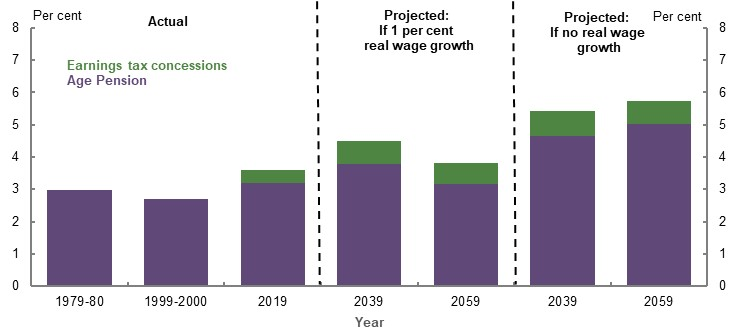 Per cent
Actual
Projected:
If 1 per cent
real wage growth
Projected:
If no real wage
growth
Per cent
Earnings tax concessions
Age Pension
8
7
6
5
4
3
2
1
0
8
7
6
5
4
3
2
1
0
1979-80 1999-2000 2019 2039 2059 2039 2059
Year